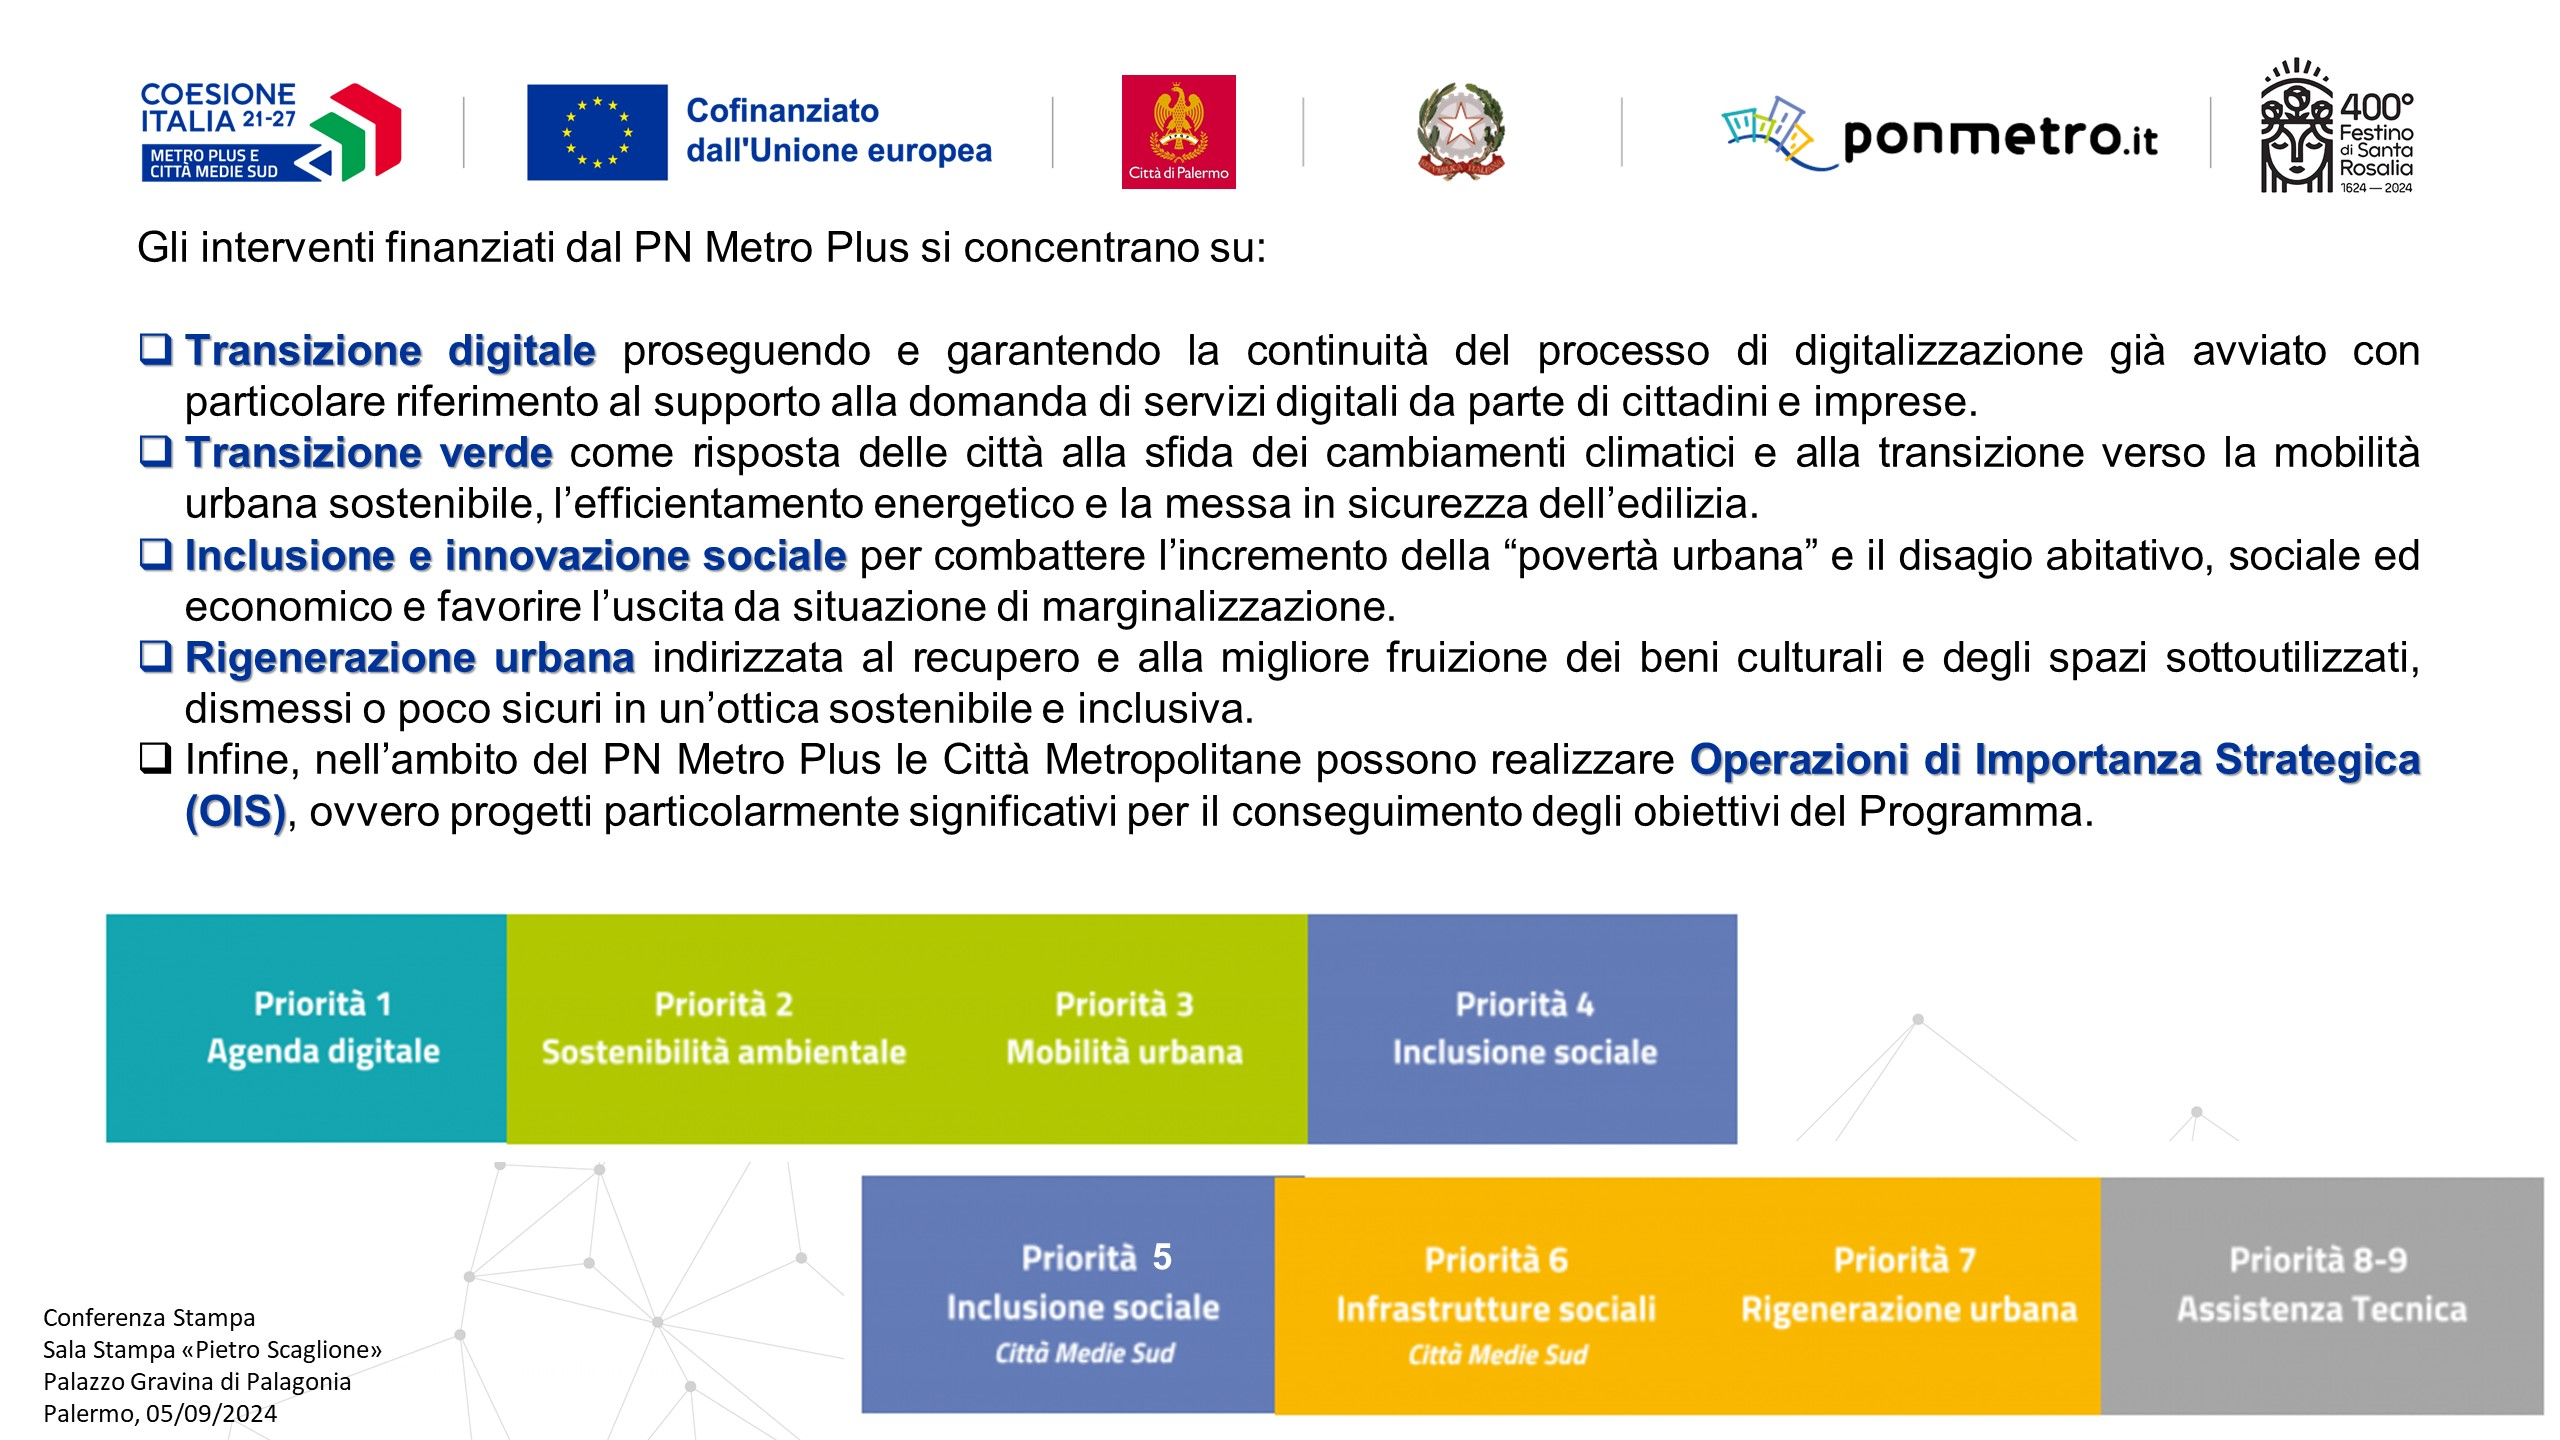 COESIONE
ITALIA 21-27
METRO PLUS E
CITTÀ MEDIE SUD
Cofinanziato
dall'Unione europea
Città di Palermo
ponmetro.it
400°
Festino
di Santa
Rosalia
1624 — 2024
Gli interventi finanziati dal PN Metro Plus si concentrano su:
❑ Transizione digitale proseguendo e garantendo la continuità del processo di digitalizzazione già avviato con
particolare riferimento al supporto alla domanda di servizi digitali da parte di cittadini e imprese.
❑ Transizione verde come risposta delle città alla sfida dei cambiamenti climatici e alla transizione verso la mobilità
urbana sostenibile, l’efficientamento energetico e la messa in sicurezza dell’edilizia.
❑ Inclusione e innovazione sociale per combattere l’incremento della “povertà urbana” e il disagio abitativo, sociale ed
economico e favorire l’uscita da situazione di marginalizzazione.
❑ Rigenerazione urbana indirizzata al recupero e alla migliore fruizione dei beni culturali e degli spazi sottoutilizzati,
dismessi o poco sicuri in un’ottica sostenibile e inclusiva.
❑ Infine, nell’ambito del PN Metro Plus le Città Metropolitane possono realizzare Operazioni di Importanza Strategica
(OIS), ovvero progetti particolarmente significativi per il conseguimento degli obiettivi del Programma.
Priorità 1
Agenda digitale
Priorità 2
Sostenibilità ambientale
Priorità 3
Mobilità urbana
Priorità 4
Inclusione sociale
Priorità 5
Inclusione sociale
Città Medie Sud
Priorità 6
Infrastrutture sociali
Città Medie Sud
Priorità 7
Rigenerazione urbana
Priorità 8-9
Assistenza Tecnica
Conferenza Stampa
Sala Stampa «Pietro Scaglione»
Palazzo Gravina di Palagonia
Palermo, 05/09/2024